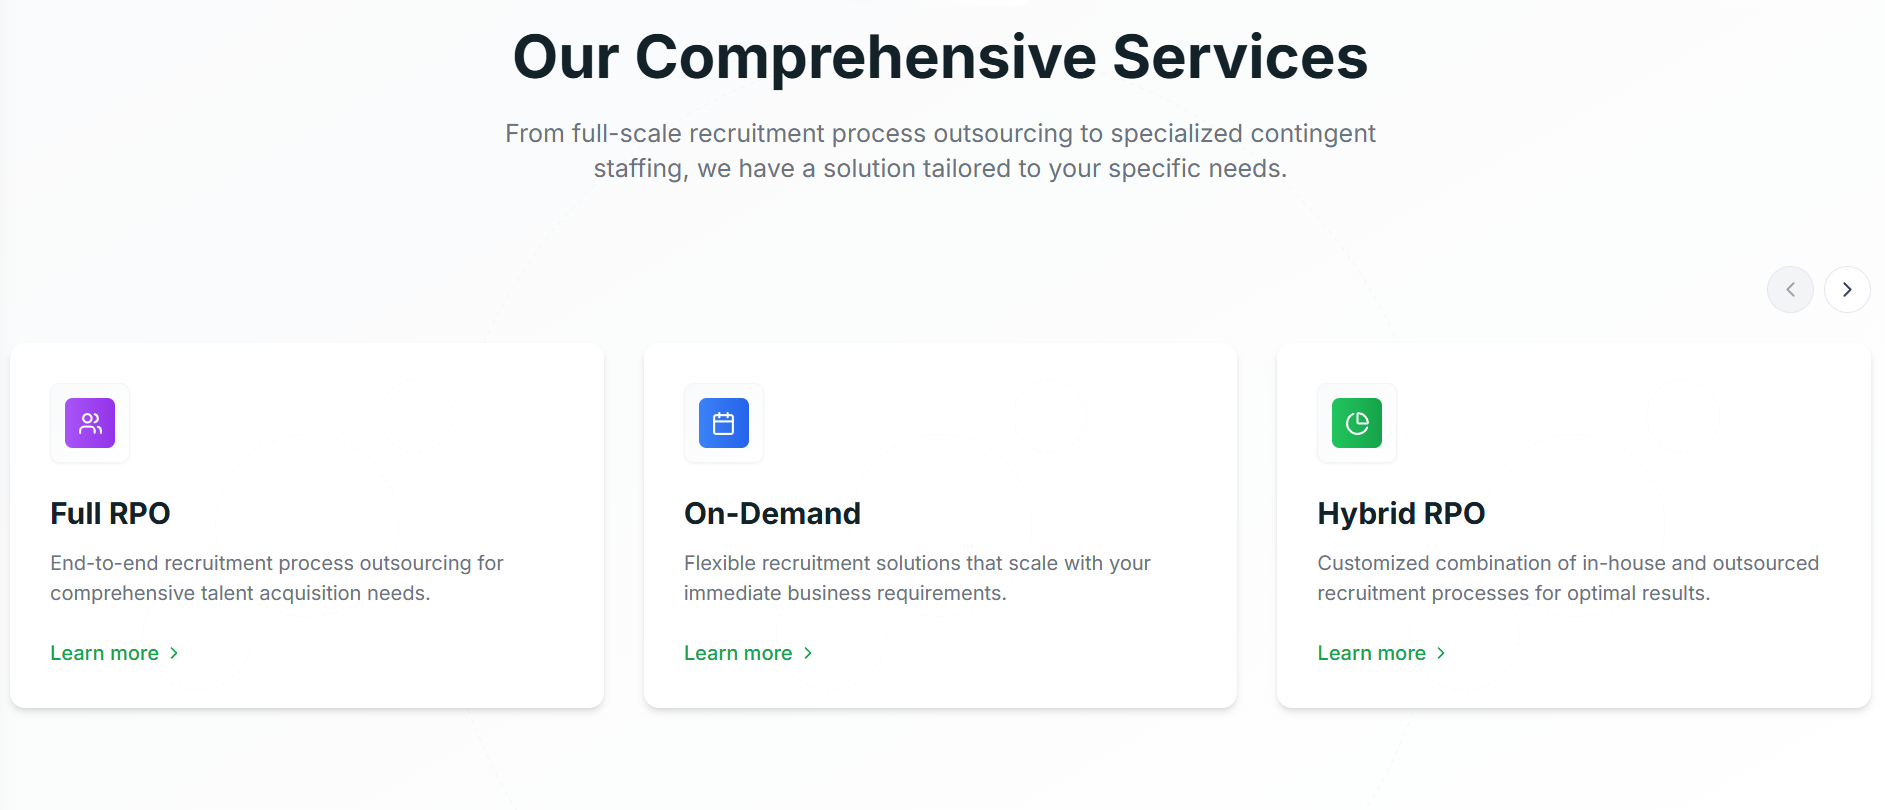 Our Comprehensive Services
From full-scale recruitment process outsourcing to specialized contingent
staffing, we have a solution tailored to your specific needs.
Full RPO
End-to-end recruitment process outsourcing for
comprehensive talent acquisition needs.
Learn more
On-Demand
Flexible recruitment solutions that scale with your
immediate business requirements.
Learn more
Hybrid RPO
Customized combination of in-house and outsourced
recruitment processes for optimal results.
Learn more